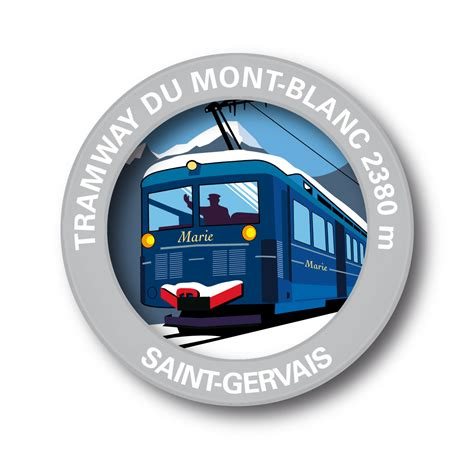 TRAMWAY DU MONT-BLANC 2380 m
Marie
Marie
SAINT-GERVAIS